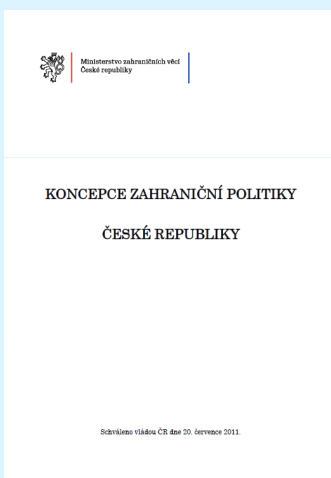 Ministerstvo zahraničních věcí
České republiky
KONCEPCE ZAHRANIČNÍ POLITIKY
ČESKÉ REPUBLIKY
Schváleno vládou ČR dne 20. července 2011.